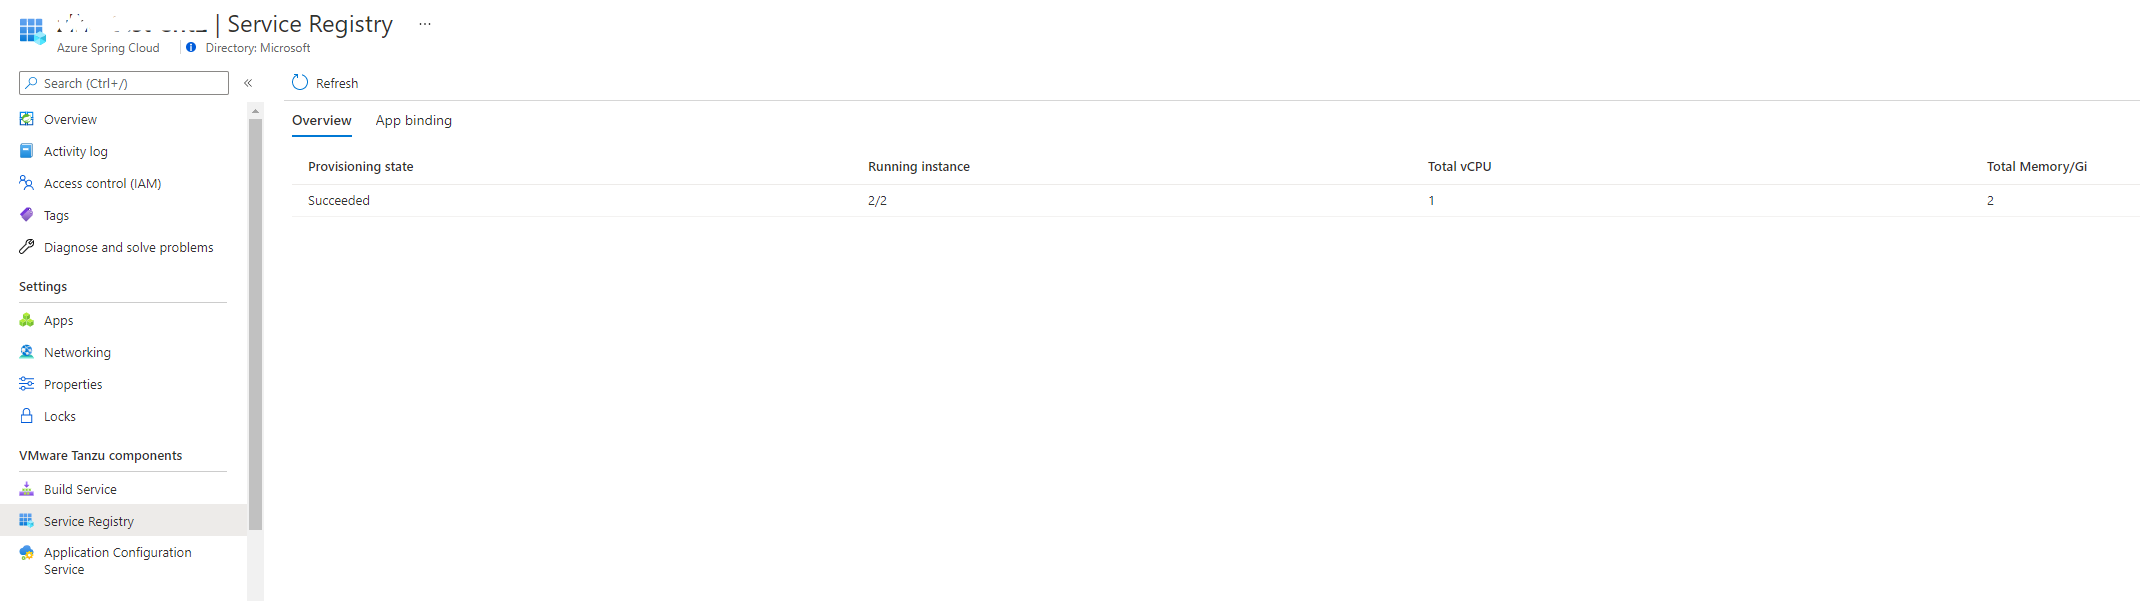 | Service Registry ...
Azure Spring Cloud Directory: Microsoft
Search (Ctrl+/) «
Refresh
Overview
Activity log
Access control (IAM)
Tags
Diagnose and solve problems
Settings
Apps
Networking
Properties
Locks
VMware Tanzu components
Build Service
Service Registry
Application Configuration
Service
Overview App binding
Provisioning state Running instance Total vCPU Total Memory/Gi
Succeeded 2/2 1 2